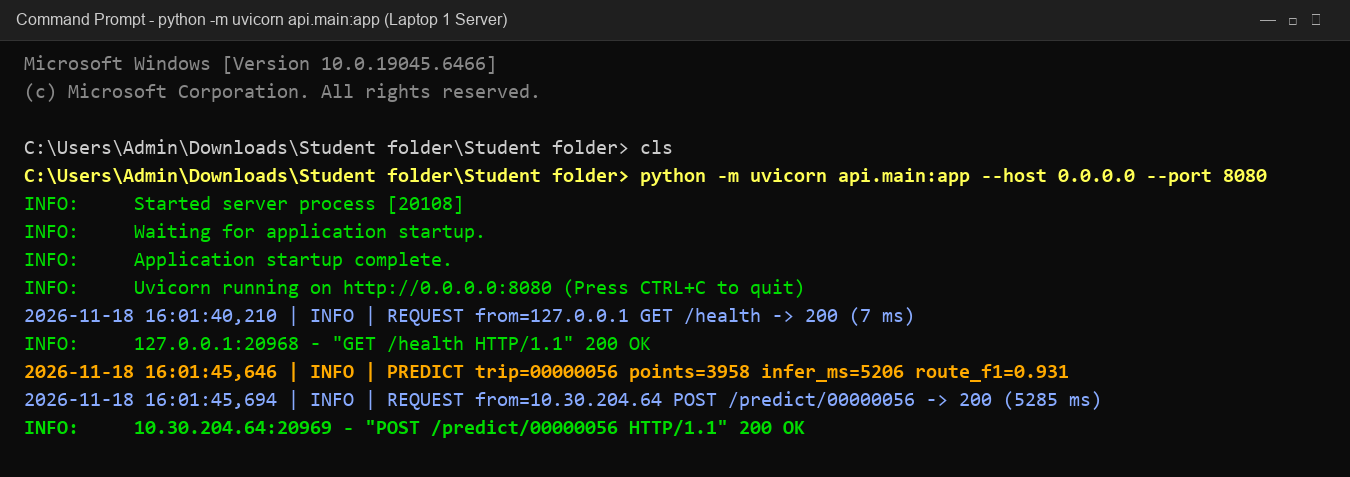 Command Prompt - python -m uvicorn api.main:app (Laptop 1 Server)
Microsoft Windows [Version 10.0.19045.6466]
(c) Microsoft Corporation. All rights reserved.
C:\Users\Admin\Downloads\Student folder\Student folder> cls
C:\Users\Admin\Downloads\Student folder\Student folder> python -m uvicorn api.main:app --host 0.0.0.0 --port 8080
INFO:     Started server process [20108]
INFO:     Waiting for application startup.
INFO:     Application startup complete.
INFO:     Uvicorn running on http://0.0.0.0:8080 (Press CTRL+C to quit)
2026-11-18 16:01:40,210 | INFO | REQUEST from=127.0.0.1 GET /health -> 200 (7 ms)
INFO:     127.0.0.1:20968 - "GET /health HTTP/1.1" 200 OK
2026-11-18 16:01:45,646 | INFO | PREDICT trip=00000056 points=3958 infer_ms=5206 route_f1=0.931
2026-11-18 16:01:45,694 | INFO | REQUEST from=10.30.204.64 POST /predict/00000056 -> 200 (5285 ms)
INFO:     10.30.204.64:20969 - "POST /predict/00000056 HTTP/1.1" 200 OK